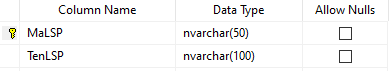 Column Name Data Type Allow Nulls
MaLSP nvarchar(50)
TenLSP nvarchar(100)